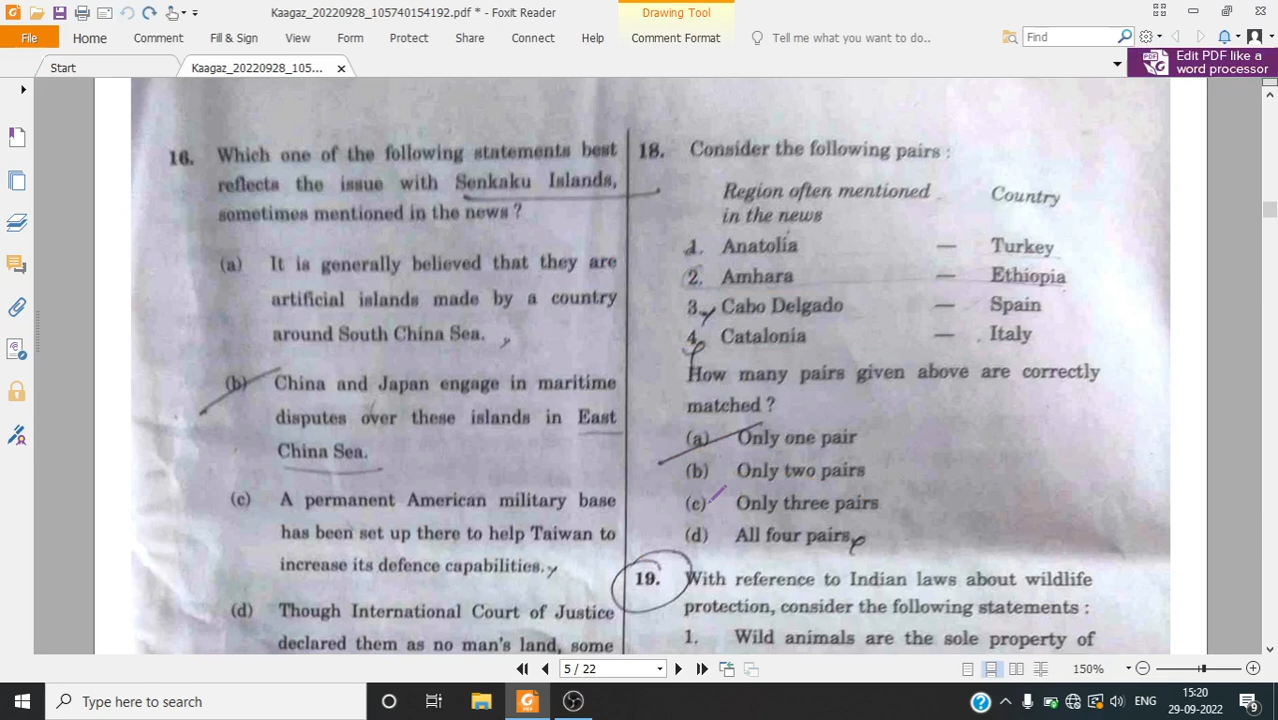 Kaagaz_20220928_105740154192.pdf * - Foxit Reader
Drawing Tool
File
Home
Comment
Fill & Sign
View
Form
Protect
Share
Connect
Help
Comment Format
Tell me what you want to do..
Find
Start
Kaagaz_20220928_105...
Edit PDF like a
word processor
16. Which one of the following statements best
reflects the issue with Senkaku Islands,
sometimes mentioned in the news ?
(a) It is generally believed that they are
artificial islands made by a country
around South China Sea.
(b) China and Japan engage in maritime
disputes over these islands in East
China Sea.
(c) A permanent American military base
has been set up there to help Taiwan to
increase its defence capabilities.
(d) Though International Court of Justice
declared them as no man's land, some
18. Consider the following pairs :
Region often mentioned
in the news
Country
1. Anatolia — Turkey
2. Amhara — Ethiopia
3. Cabo Delgado — Spain
4. Catalonia — Italy
How many pairs given above are correctly
matched ?
(a) Only one pair
(b) Only two pairs
(c) Only three pairs
(d) All four pairs
19. With reference to Indian laws about wildlife
protection, consider the following statements :
1. Wild animals are the sole property of
5 / 22
150%
Type here to search
ENG
15:20
29-09-2022
9